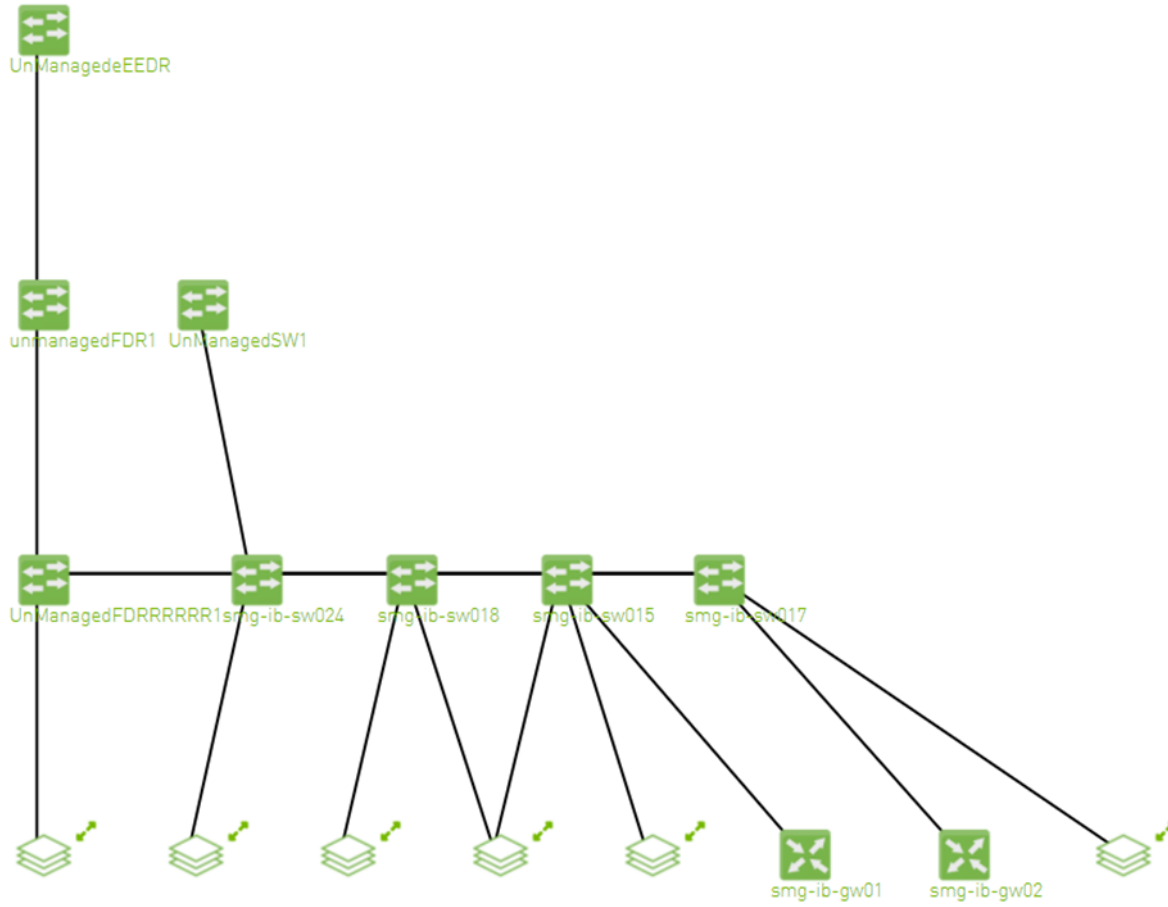 UnManagedeEEDR
unmanagedFDR1 UnManagedSW1
UnManagedFDRRRRRR1 smg-ib-sw024 smg-ib-sw018 smg-ib-sw015 smg-ib-sw017
smg-ib-gw01 smg-ib-gw02